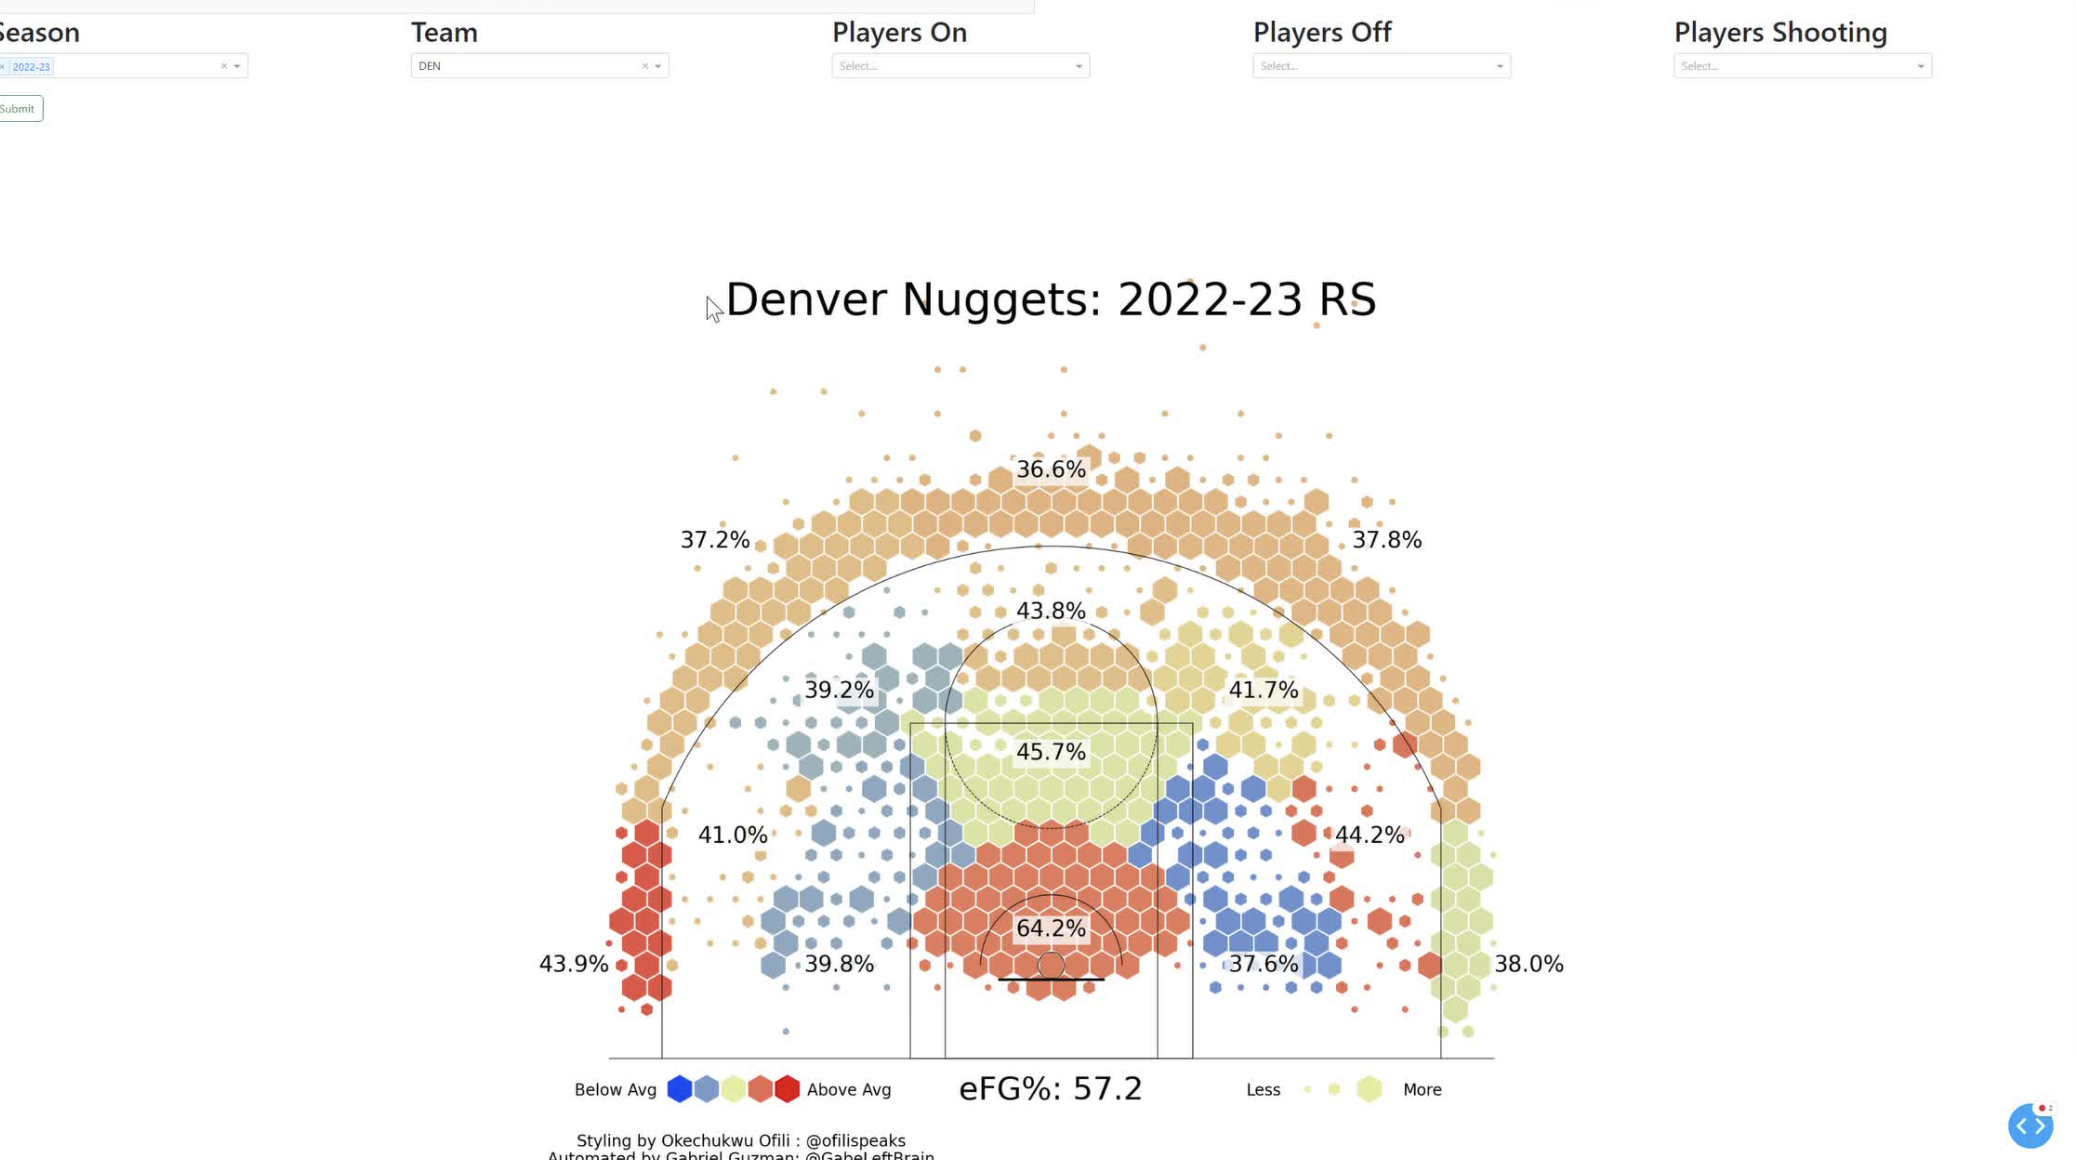 Season Team Players On Players Off Players Shooting
× 2022-23 × DEN × Select... Select... Select...
Submit
Denver Nuggets: 2022-23 RS
36.6%
37.2% 37.8%
43.8%
39.2% 41.7%
45.7%
41.0% 44.2%
64.2%
43.9% 39.8% 37.6% 38.0%
Below Avg Above Avg eFG%: 57.2 Less More
Styling by Okechukwu Ofili : @ofilispeaks
Automated by Gabriel Guzman: @GabeLeftBrain
2